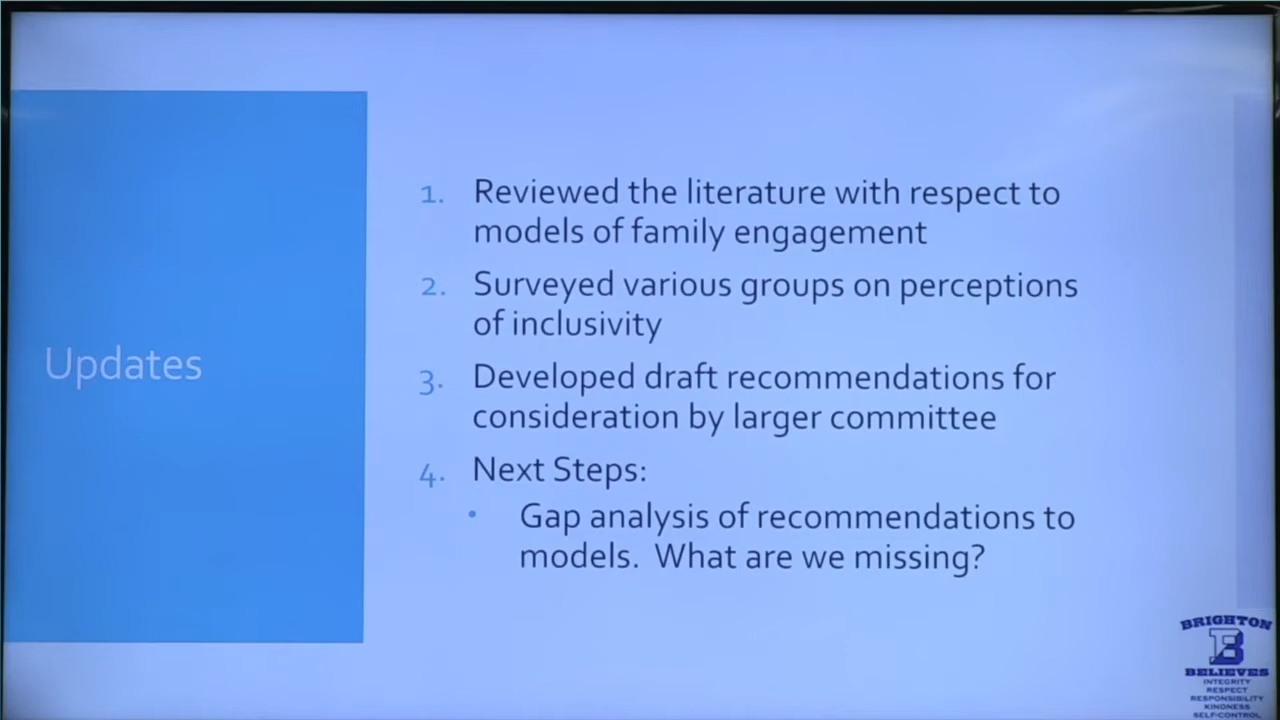 Updates
1. Reviewed the literature with respect to
models of family engagement
2. Surveyed various groups on perceptions
of inclusivity
3. Developed draft recommendations for
consideration by larger committee
4. Next Steps:
• Gap analysis of recommendations to
models.  What are we missing?
BRIGHTON
B
BELIEVES
INTEGRITY
RESPECT
RESPONSIBILITY
KINDNESS
SELF-CONTROL